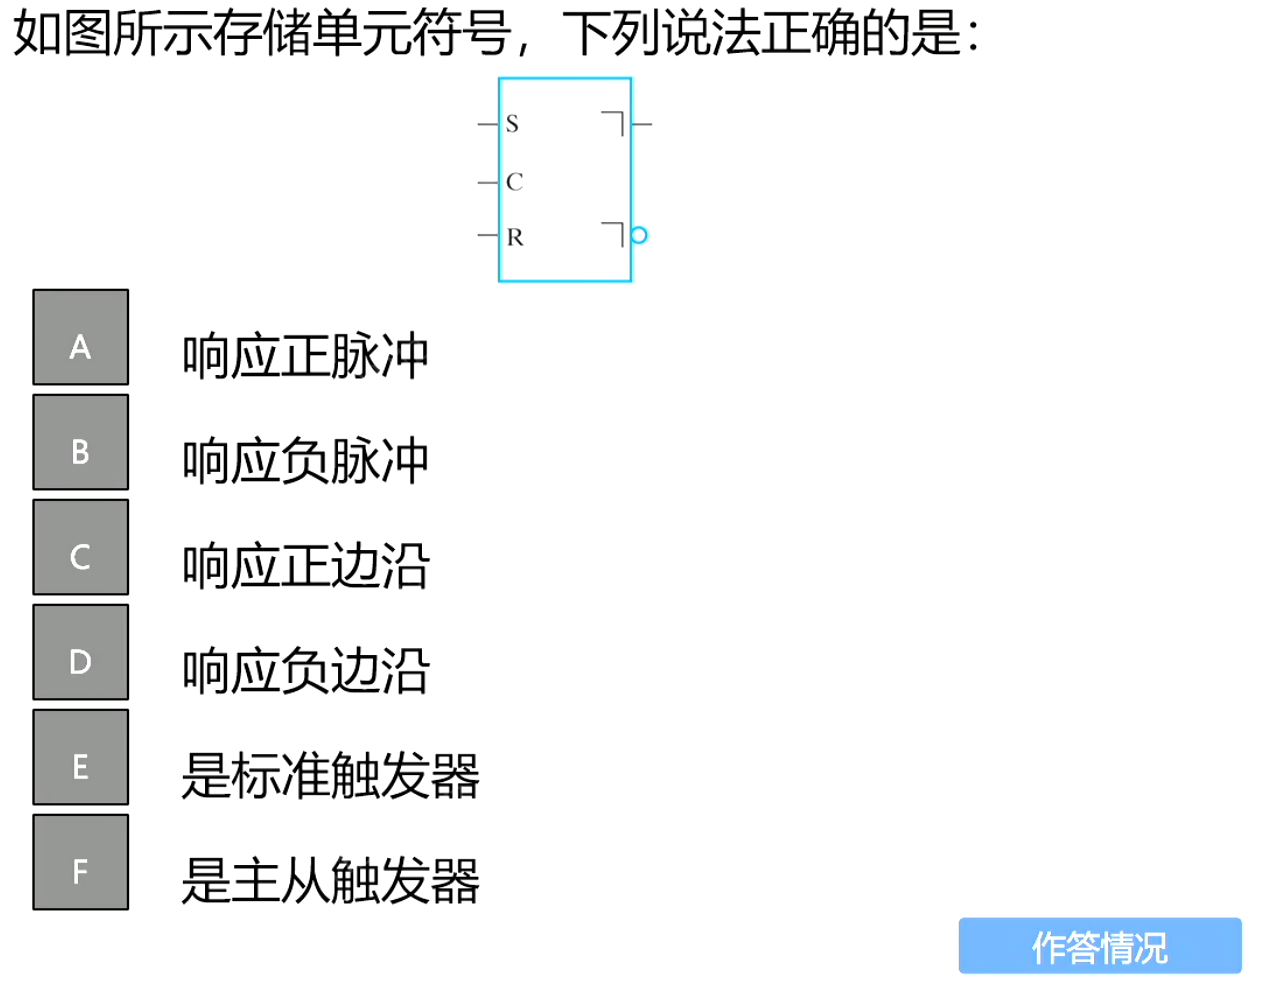 如图所示存储单元符号，下列说法正确的是：
S
C
R
A 响应正脉冲
B 响应负脉冲
C 响应正边沿
D 响应负边沿
E 是标准触发器
F 是主从触发器
作答情况